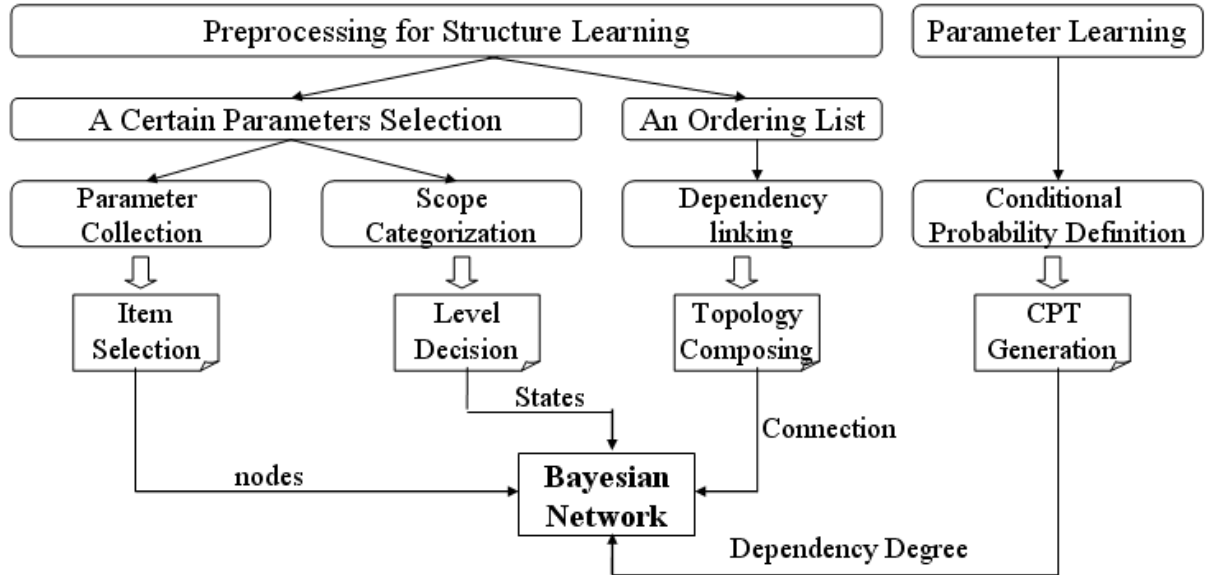 Preprocessing for Structure Learning
Parameter Learning
A Certain Parameters Selection
An Ordering List
Parameter
Collection
Scope
Categorization
Dependency
linking
Conditional
Probability Definition
Item
Selection
Level
Decision
Topology
Composing
CPT
Generation
States
Connection
nodes
Bayesian
Network
Dependency Degree